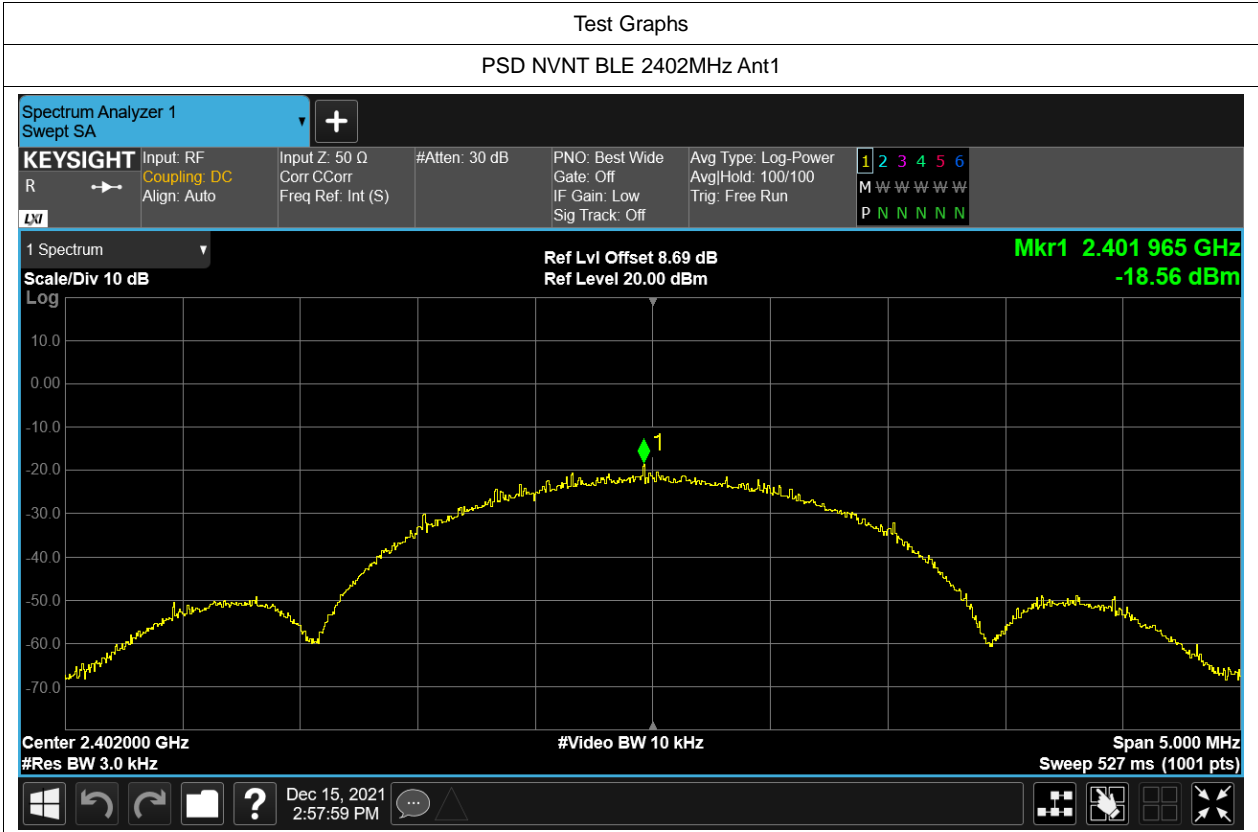 Test Graphs
PSD NVNT BLE 2402MHz Ant1
Spectrum Analyzer 1
Swept SA
KEYSIGHT
R
LXI
Input: RF
Coupling: DC
Align: Auto
Input Z: 50 Ω
Corr CCorr
Freq Ref: Int (S)
#Atten: 30 dB
PNO: Best Wide
Gate: Off
IF Gain: Low
Sig Track: Off
Avg Type: Log-Power
Avg|Hold: 100/100
Trig: Free Run
1 2 3 4 5 6
M W W W W W
P N N N N N
1 Spectrum
Scale/Div 10 dB
Ref Lvl Offset 8.69 dB
Ref Level 20.00 dBm
Mkr1 2.401 965 GHz
-18.56 dBm
Log
10.0
0.00
-10.0
1
-20.0
-30.0
-40.0
-50.0
-60.0
-70.0
Center 2.402000 GHz
#Video BW 10 kHz
Span 5.000 MHz
#Res BW 3.0 kHz
Sweep 527 ms (1001 pts)
?
Dec 15, 2021
2:57:59 PM